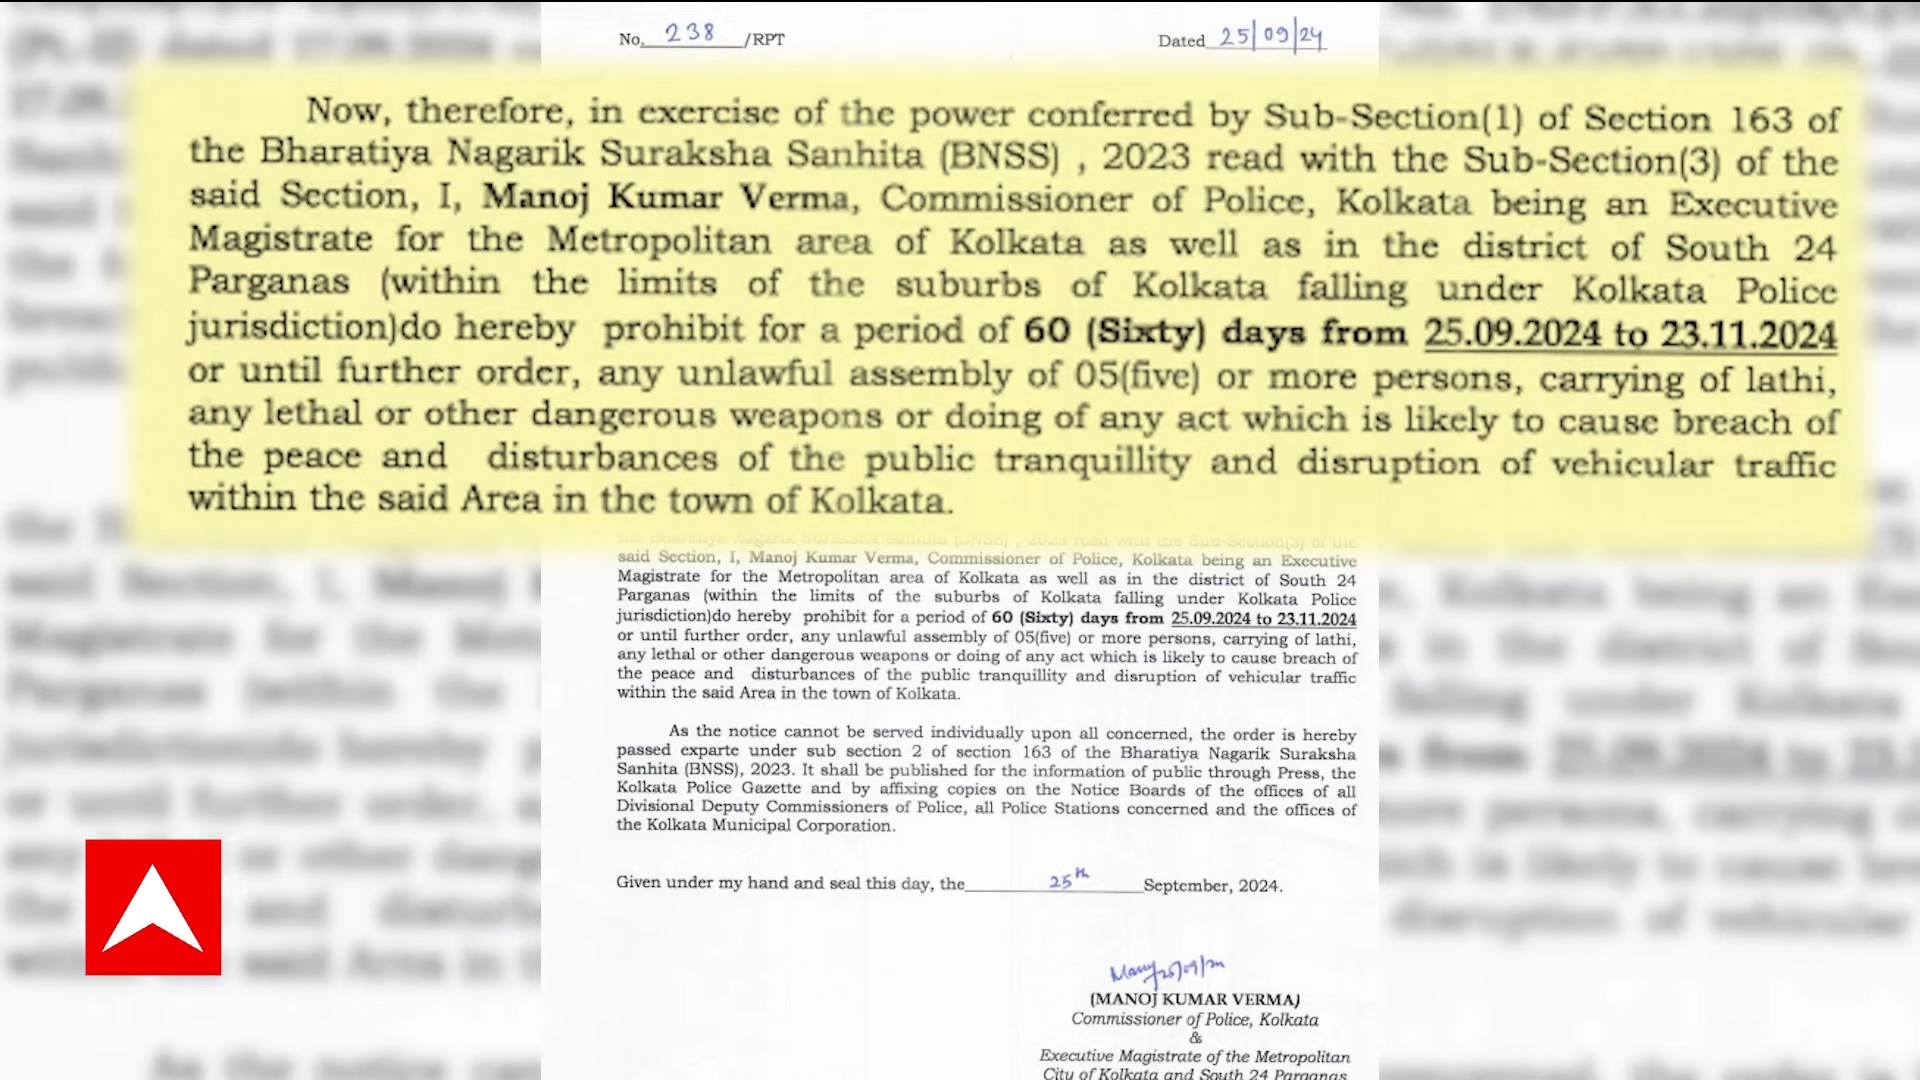 No. 238 /RPT
Dated 25/09/24
Now, therefore, in exercise of the power conferred by Sub-Section(1) of Section 163 of
the Bharatiya Nagarik Suraksha Sanhita (BNSS) , 2023 read with the Sub-Section(3) of the
said Section, I, Manoj Kumar Verma, Commissioner of Police, Kolkata being an Executive
Magistrate for the Metropolitan area of Kolkata as well as in the district of South 24
Parganas (within the limits of the suburbs of Kolkata falling under Kolkata Police
jurisdiction)do hereby prohibit for a period of 60 (Sixty) days from 25.09.2024 to 23.11.2024
or until further order, any unlawful assembly of 05(five) or more persons, carrying of lathi,
any lethal or other dangerous weapons or doing of any act which is likely to cause breach of
the peace and disturbances of the public tranquillity and disruption of vehicular traffic
within the said Area in the town of Kolkata.
the Bharatiya Nagarik Suraksha Sanhita (BNSS) , 2023 read with the Sub-Section(3) of the
said Section, I, Manoj Kumar Verma, Commissioner of Police, Kolkata being an Executive
Magistrate for the Metropolitan area of Kolkata as well as in the district of South 24
Parganas (within the limits of the suburbs of Kolkata falling under Kolkata Police
jurisdiction)do hereby prohibit for a period of 60 (Sixty) days from 25.09.2024 to 23.11.2024
or until further order, any unlawful assembly of 05(five) or more persons, carrying of lathi,
any lethal or other dangerous weapons or doing of any act which is likely to cause breach of
the peace and disturbances of the public tranquillity and disruption of vehicular traffic
within the said Area in the town of Kolkata.
As the notice cannot be served individually upon all concerned, the order is hereby
passed exparte under sub section 2 of section 163 of the Bharatiya Nagarik Suraksha
Sanhita (BNSS), 2023. It shall be published for the information of public through Press, the
Kolkata Police Gazette and by affixing copies on the Notice Boards of the offices of all
Divisional Deputy Commissioners of Police, all Police Stations concerned and the offices of
the Kolkata Municipal Corporation.
Given under my hand and seal this day, the 25th September, 2024.
(MANOJ KUMAR VERMA)
Commissioner of Police, Kolkata
&
Executive Magistrate of the Metropolitan
City of Kolkata and South 24 Parganas